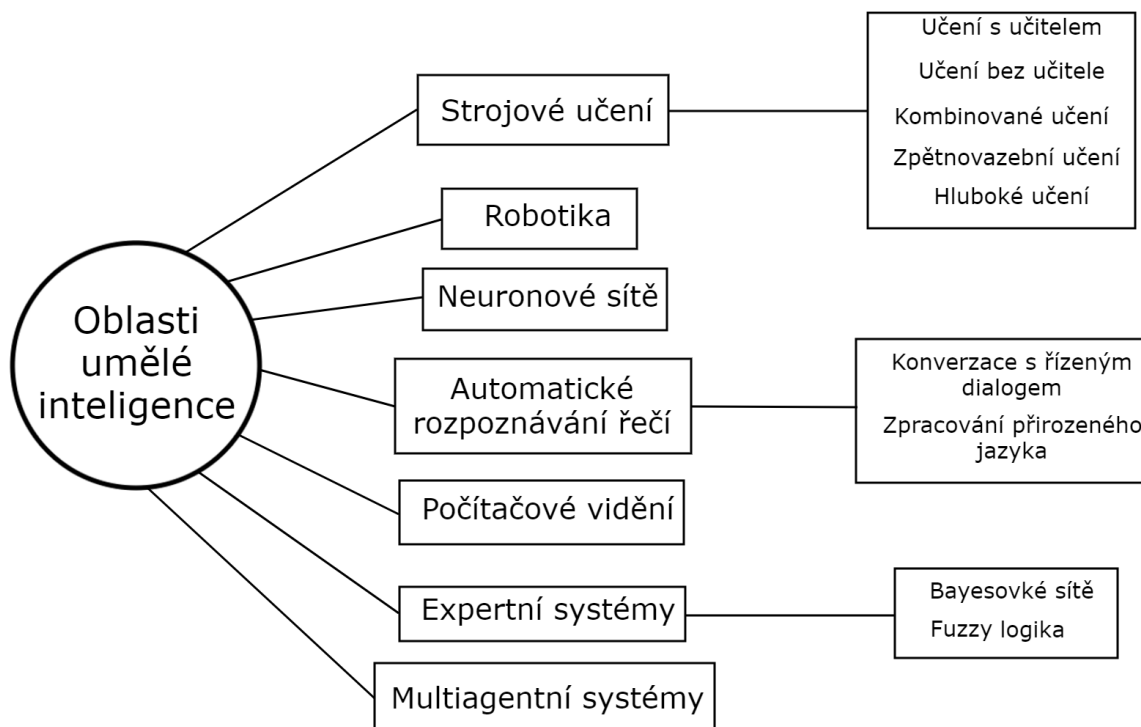 Oblasti
umělé
inteligence
Strojové učení
Učení s učitelem
Učení bez učitele
Kombinované učení
Zpětnovazební učení
Hluboké učení
Robotika
Neuronové sítě
Automatické
rozpoznávání řečí
Konverzace s řízeným
dialogem
Zpracování přirozeného
jazyka
Počítačové vidění
Expertní systémy
Bayesovké sítě
Fuzzy logika
Multiagentní systémy